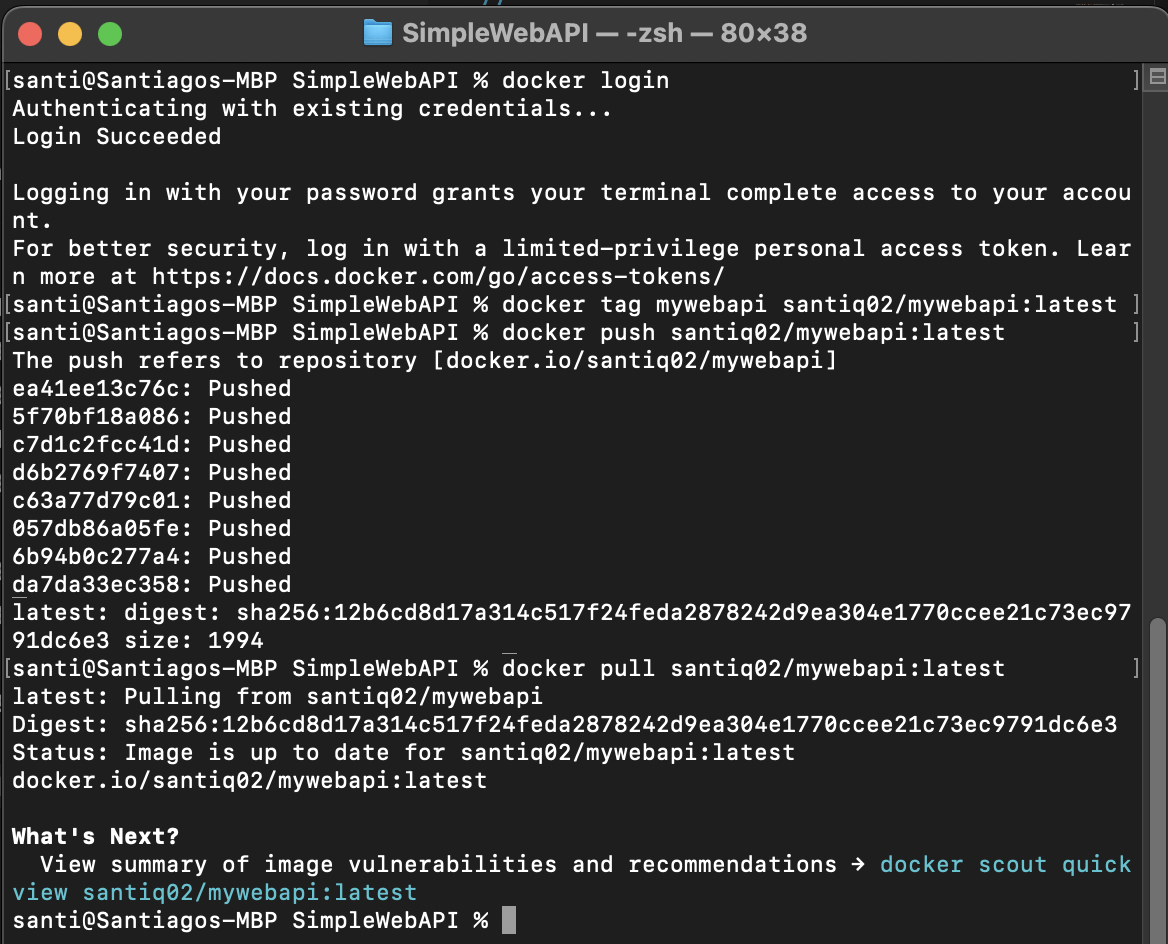 SimpleWebAPI — -zsh — 80×38
[santi@Santiagos-MBP SimpleWebAPI % docker login ]
Authenticating with existing credentials...
Login Succeeded
Logging in with your password grants your terminal complete access to your accou
nt.
For better security, log in with a limited-privilege personal access token. Lear
n more at https://docs.docker.com/go/access-tokens/
[santi@Santiagos-MBP SimpleWebAPI % docker tag mywebapi santiq02/mywebapi:latest ]
[santi@Santiagos-MBP SimpleWebAPI % docker push santiq02/mywebapi:latest ]
The push refers to repository [docker.io/santiq02/mywebapi]
ea41ee13c76c: Pushed
5f70bf18a086: Pushed
c7d1c2fcc41d: Pushed
d6b2769f7407: Pushed
c63a77d79c01: Pushed
057db86a05fe: Pushed
6b94b0c277a4: Pushed
da7da33ec358: Pushed
latest: digest: sha256:12b6cd8d17a314c517f24feda2878242d9ea304e1770ccee21c73ec97
91dc6e3 size: 1994
[santi@Santiagos-MBP SimpleWebAPI % docker pull santiq02/mywebapi:latest ]
latest: Pulling from santiq02/mywebapi
Digest: sha256:12b6cd8d17a314c517f24feda2878242d9ea304e1770ccee21c73ec9791dc6e3
Status: Image is up to date for santiq02/mywebapi:latest
docker.io/santiq02/mywebapi:latest
What's Next?
View summary of image vulnerabilities and recommendations → docker scout quick
view santiq02/mywebapi:latest
santi@Santiagos-MBP SimpleWebAPI %